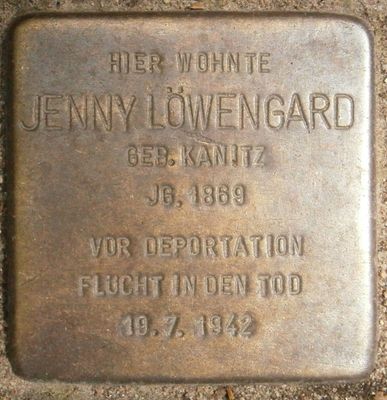 HIER WOHNTE
JENNY LÖWENGARD
GEB. KANITZ
JG. 1869
VOR DEPORTATION
FLUCHT IN DEN TOD
19.7. 1942